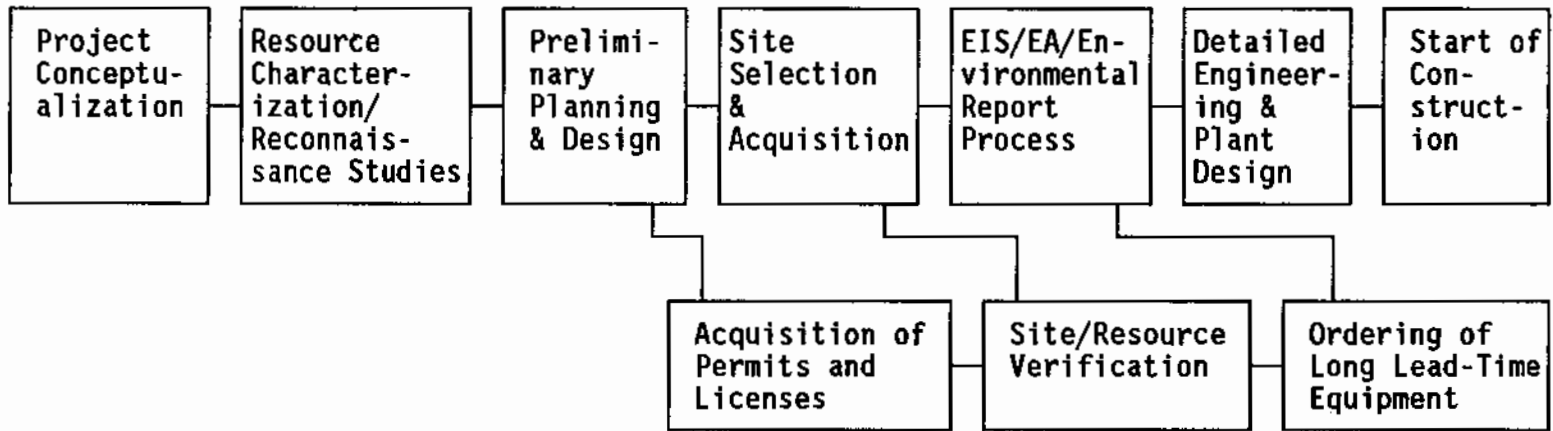 Project
Conceptu-
alization
Resource
Character-
ization/
Reconnais-
sance Studies
Prelimi-
nary
Planning
& Design
Site
Selection
&
Acquisition
EIS/EA/En-
vironmental
Report
Process
Detailed
Engineer-
ing &
Plant
Design
Start of
Con-
struct-
ion
Acquisition of
Permits and
Licenses
Site/Resource
Verification
Ordering of
Long Lead-Time
Equipment